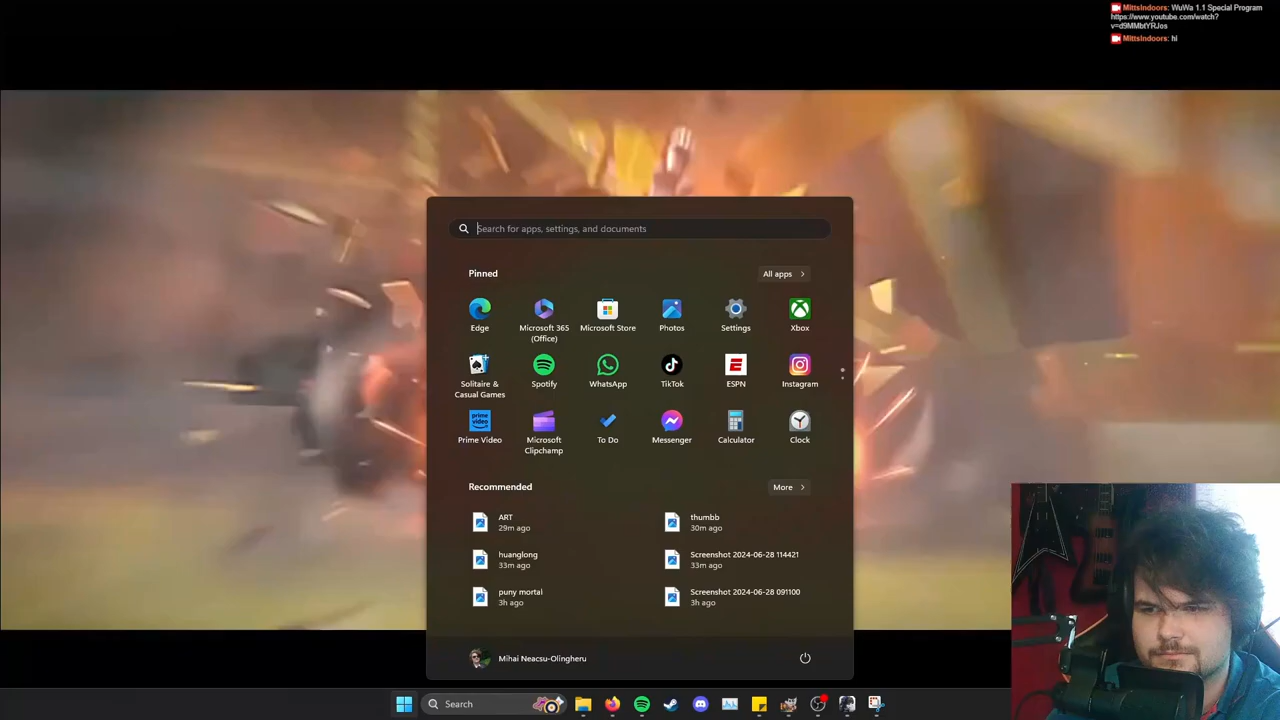 MittsIndoors: WuWa 1.1 Special Program
https://www.youtube.com/watch?
v=d9MMbtYRJos
MittsIndoors: hi
Search for apps, settings, and documents
Pinned
All apps
Edge
Microsoft 365
(Office)
Microsoft Store
Photos
Settings
Xbox
Solitaire &
Casual Games
Spotify
WhatsApp
TikTok
ESPN
Instagram
prime video
Prime Video
Microsoft
Clipchamp
To Do
Messenger
Calculator
Clock
Recommended
More
ART
29m ago
thumbb
30m ago
huanglong
33m ago
Screenshot 2024-06-28 114421
33m ago
puny mortal
3h ago
Screenshot 2024-06-28 091100
3h ago
Mihai Neacsu-Olingheru
Search